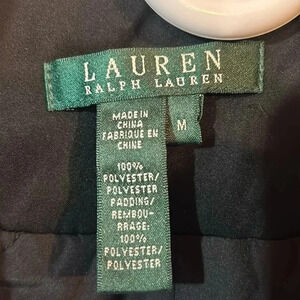 LAUREN
RALPH LAUREN
MADE IN
CHINA
FABRIQUE EN
CHINE
M
100%
POLYESTER/
POLYESTER
PADDING/
REMBOU-
RRAGE:
100%
POLYESTER/
POLYESTER